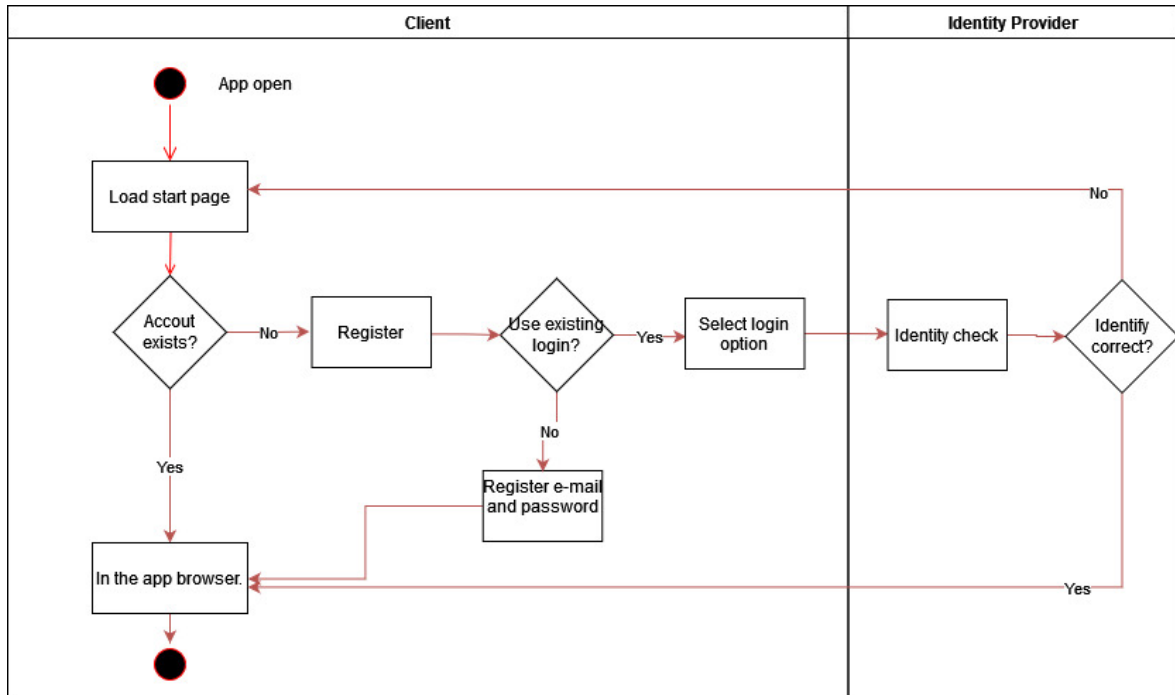 Client
Identity Provider
App open
Load start page
No
Accout
exists?
No
Register
Use existing
login?
Yes
Select login
option
Identity check
Identify
correct?
No
Yes
Register e-mail
and password
In the app browser.
Yes